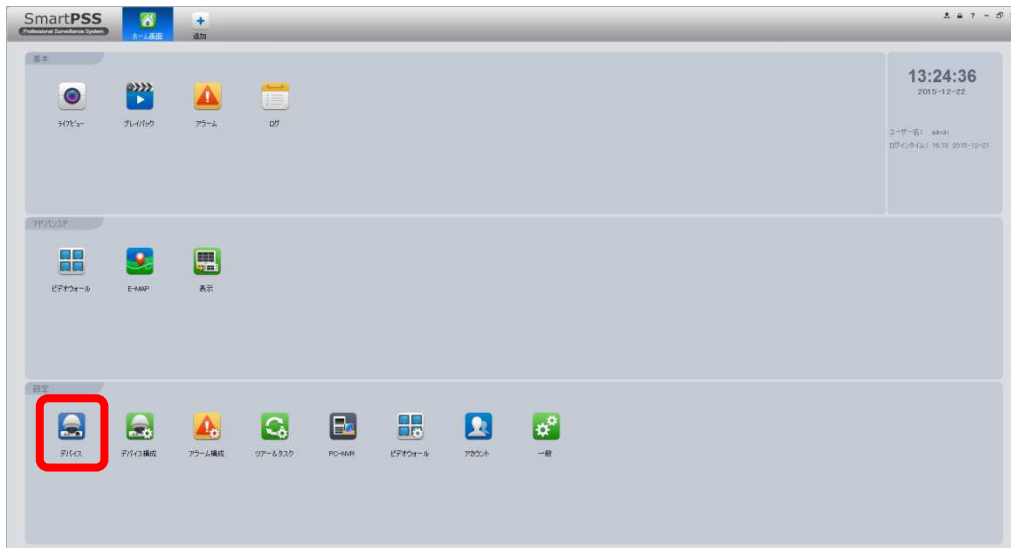 SmartPSS
Professional Surveillance System
ホーム画面
追加
基本
ライブビュー
プレイバック
アラーム
ログ
13:24:36
2015-12-22
ユーザー名: admin
ログインタイム: 16:13 2015-12-21
アドバンスド
ビデオウォール
E-MAP
表示
設定
デバイス
デバイス構成
アラーム構成
ツアー&タスク
PC-NVR
ビデオウォール
アカウント
一般